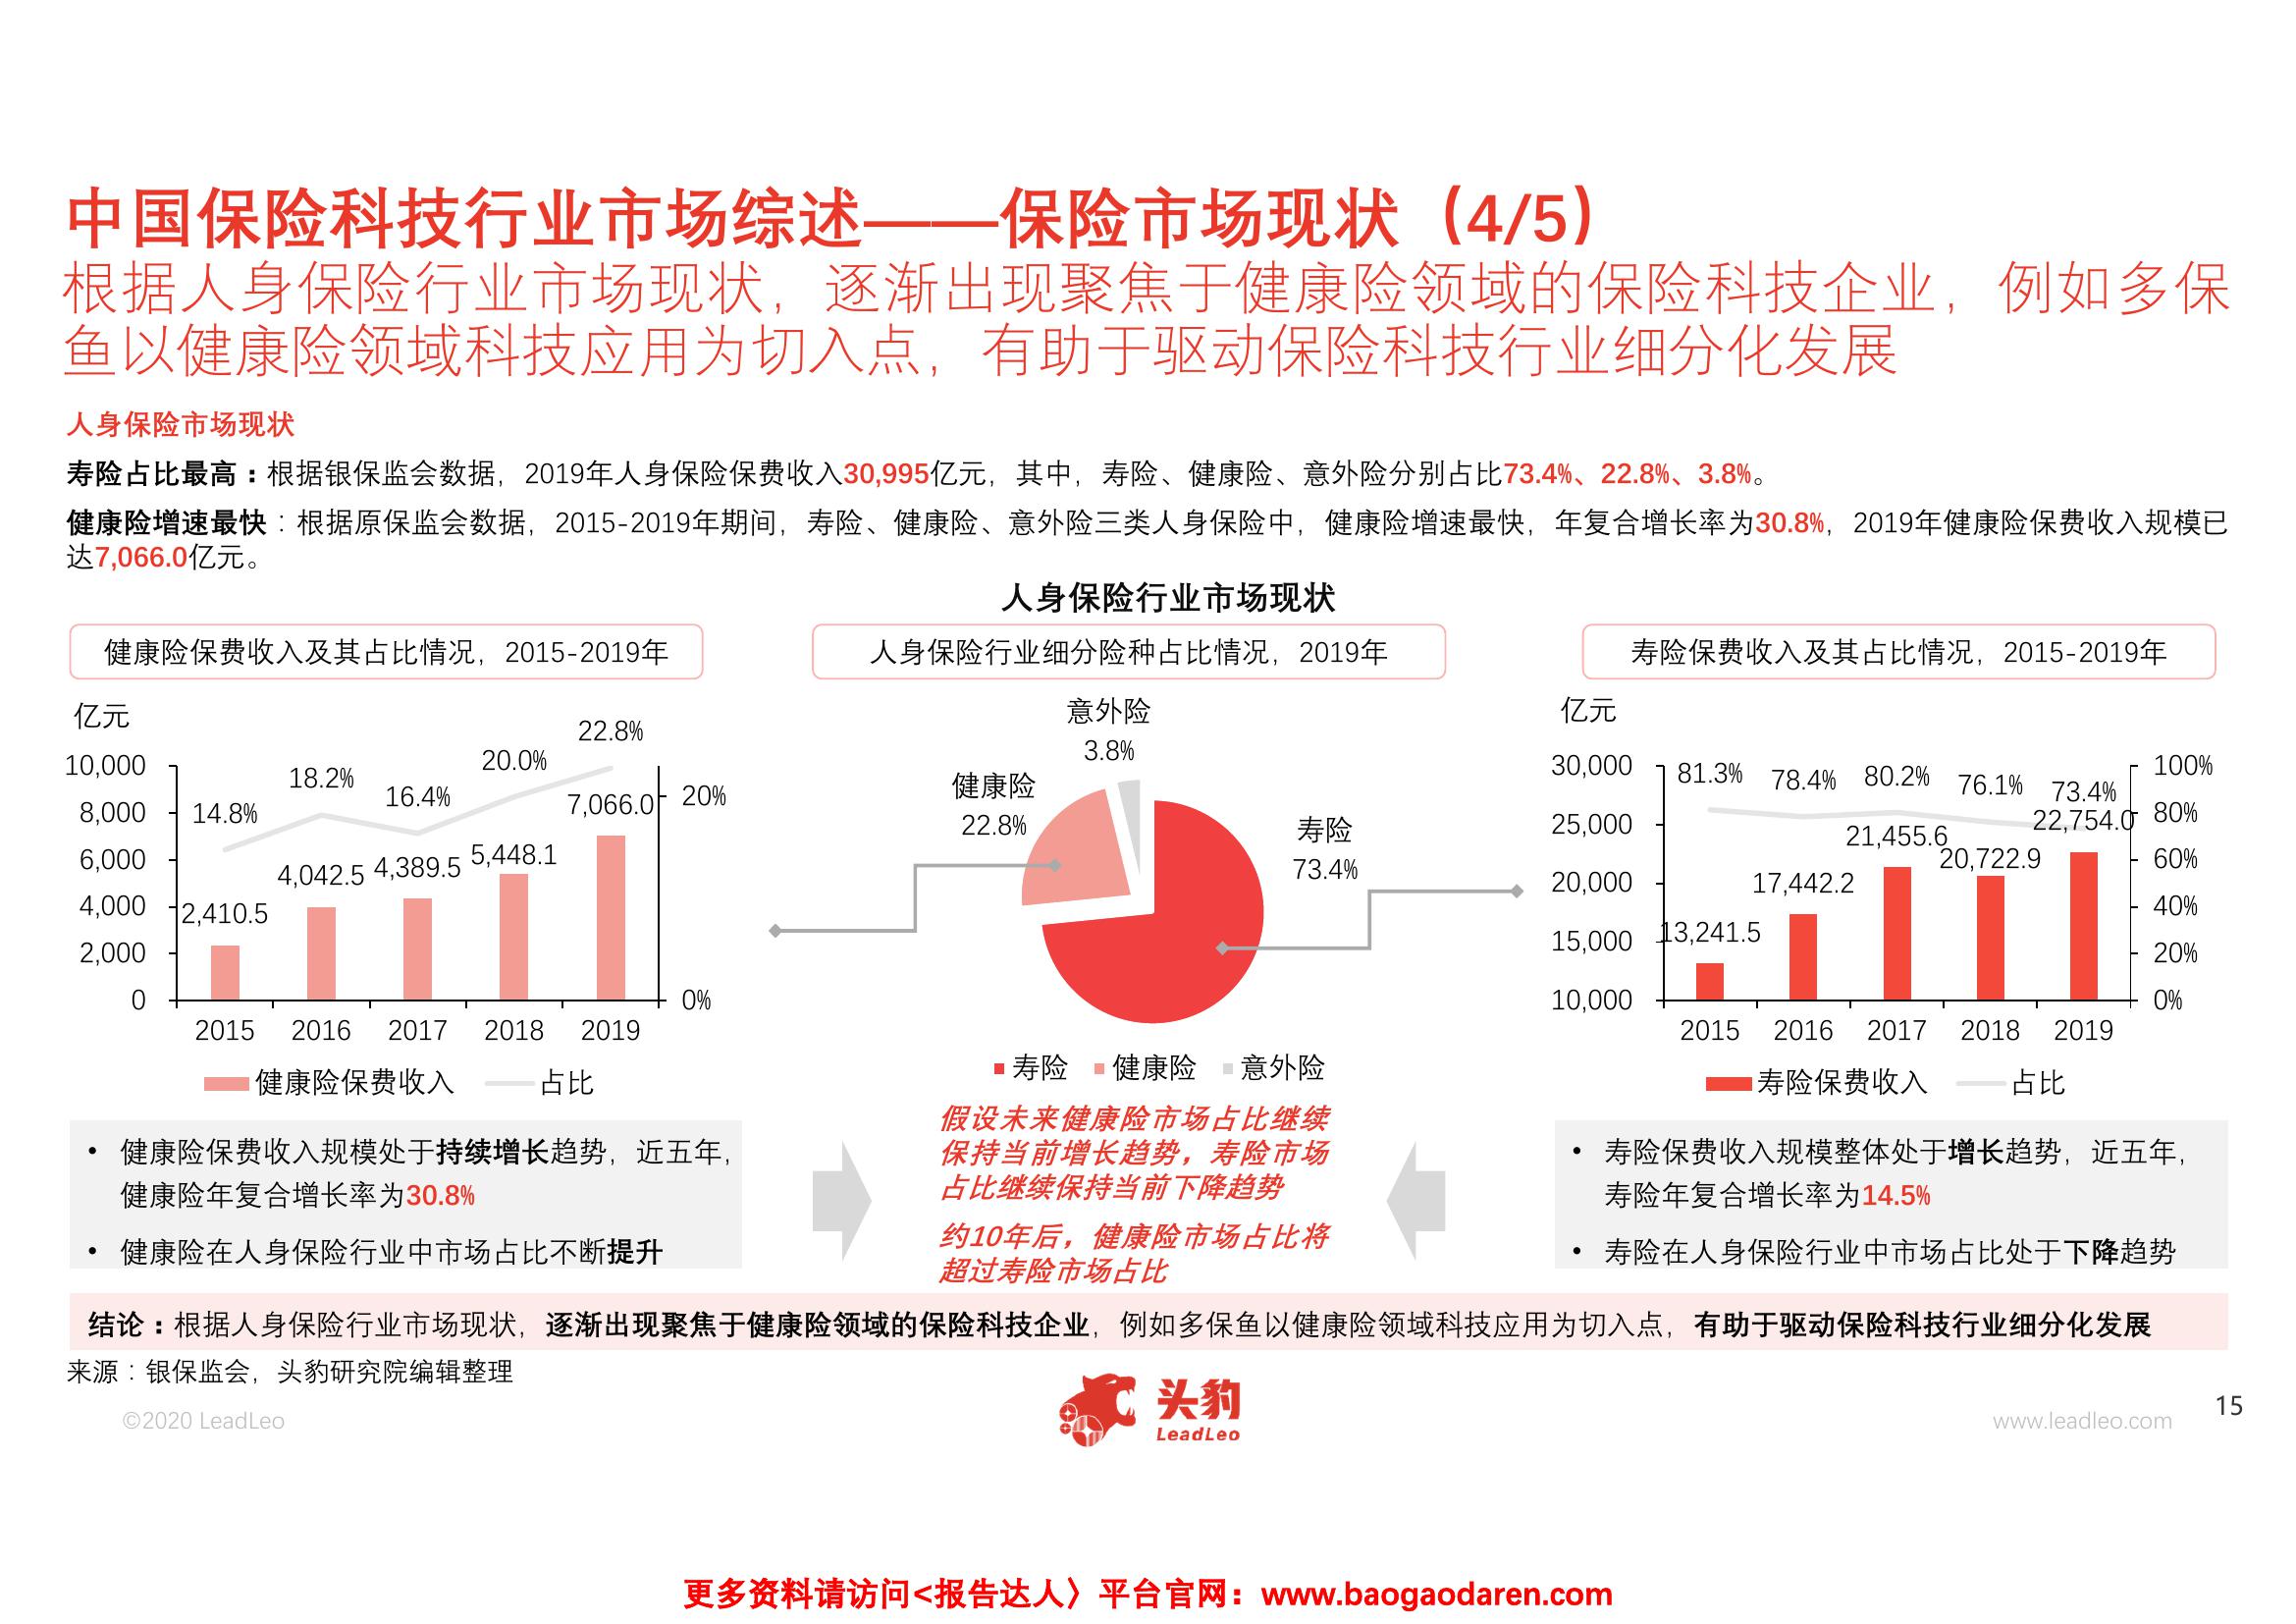 中国保险科技行业市场综述——保险市场现状（4/5）
根据人身保险行业市场现状，逐渐出现聚焦于健康险领域的保险科技企业，例如多保
鱼以健康险领域科技应用为切入点，有助于驱动保险科技行业细分化发展
人身保险市场现状
寿险占比最高：根据银保监会数据，2019年人身保险保费收入30,995亿元，其中，寿险、健康险、意外险分别占比73.4%、22.8%、3.8%。
健康险增速最快：根据原保监会数据，2015-2019年期间，寿险、健康险、意外险三类人身保险中，健康险增速最快，年复合增长率为30.8%，2019年健康险保费收入规模已
达7,066.0亿元。
人身保险行业市场现状
健康险保费收入及其占比情况，2015-2019年
亿元
10,000
8,000
6,000
4,000
2,000
0
14.8%
18.2%
16.4%
20.0%
22.8%
2,410.5
4,042.5
4,389.5
5,448.1
7,066.0
20%
0%
2015 2016 2017 2018 2019
健康险保费收入 占比
人身保险行业细分险种占比情况，2019年
意外险
3.8%
健康险
22.8%
寿险
73.4%
寿险 健康险 意外险
寿险保费收入及其占比情况，2015-2019年
亿元
30,000
25,000
20,000
15,000
10,000
81.3%
78.4%
80.2%
76.1%
73.4%
13,241.5
17,442.2
21,455.6
20,722.9
22,754.0
100%
80%
60%
40%
20%
0%
2015 2016 2017 2018 2019
寿险保费收入 占比
• 健康险保费收入规模处于持续增长趋势，近五年，
健康险年复合增长率为30.8%
• 健康险在人身保险行业中市场占比不断提升
假设未来健康险市场占比继续
保持当前增长趋势，寿险市场
占比继续保持当前下降趋势
约10年后，健康险市场占比将
超过寿险市场占比
• 寿险保费收入规模整体处于增长趋势，近五年，
寿险年复合增长率为14.5%
• 寿险在人身保险行业中市场占比处于下降趋势
结论：根据人身保险行业市场现状，逐渐出现聚焦于健康险领域的保险科技企业，例如多保鱼以健康险领域科技应用为切入点，有助于驱动保险科技行业细分化发展
来源：银保监会，头豹研究院编辑整理
©2020 LeadLeo
头豹
LeadLeo
www.leadleo.com
15
更多资料请访问<报告达人〉平台官网：www.baogaodaren.com